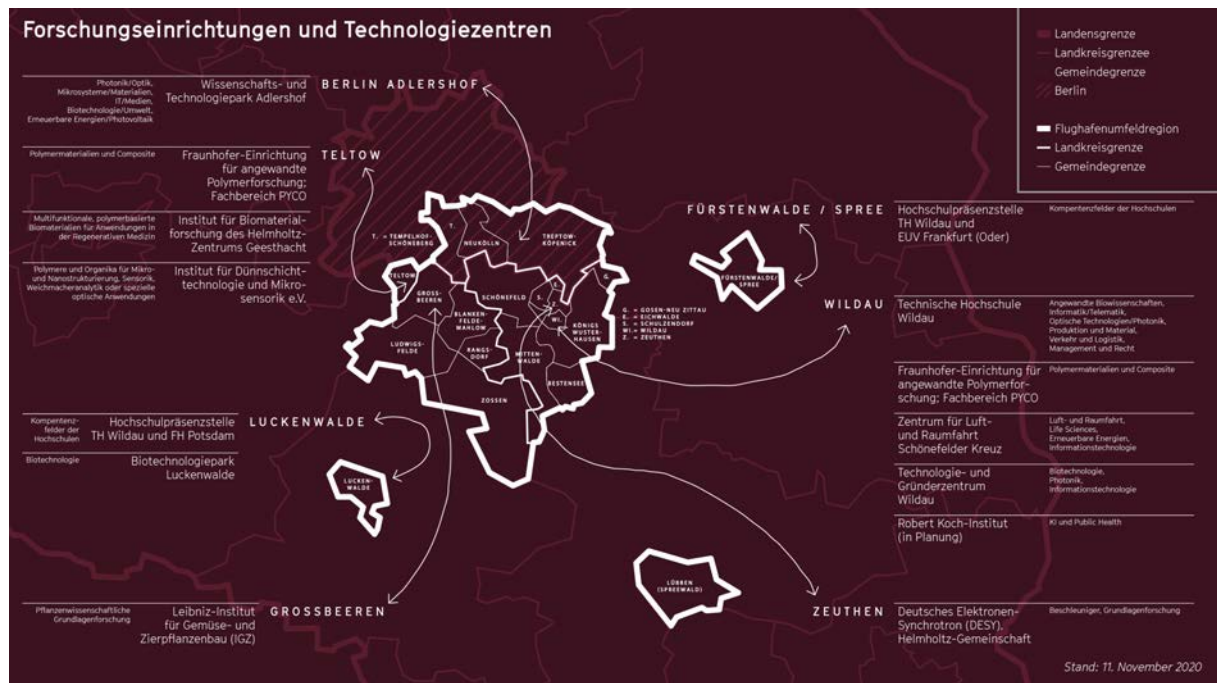 Forschungseinrichtungen und Technologiezentren
Landensgrenze
Landkreisgrenzee
Gemeindegrenze
Berlin
Flughafenumfeldregion
Landkreisgrenze
Gemeindegrenze
BERLIN ADLERSHOF
Wissenschafts- und
Technologiepark Adlershof
Photonik/Optik,
Mikrosysteme/Materialien,
IT/Medien,
Biotechnologie/Umwelt,
Erneuerbare Energien/Photovoltaik
TELTOW
Fraunhofer-Einrichtung
für angewandte
Polymerforschung;
Fachbereich PYCO
Polymermaterialien und Composite
Institut für Biomaterial-
forschung des Helmholtz-
Zentrums Geesthacht
Multifunktionale, polymerbasierte
Biomaterialien für Anwendungen in
der Regenerativen Medizin
Institut für Dünnschicht-
technologie und Mikro-
sensorik e.V.
Polymere und Organika für Mikro-
und Nanostrukturierung, Sensorik,
Weichmacheranalytik oder spezielle
optische Anwendungen
LUCKENWALDE
Hochschulpräsenzstelle
TH Wildau und FH Potsdam
Kompetenz-
felder der
Hochschulen
Biotechnologiepark
Luckenwalde
Biotechnologie
GROSSBEEREN
Leibniz-Institut
für Gemüse- und
Zierpflanzenbau (IGZ)
Pflanzenwissenschaftliche
Grundlagenforschung
T. = TEMPELHOF-
SCHÖNEBERG
T.
NEUKÖLLN
TREPTOW-
KÖPENICK
TELTOW
GROSS-
BEEREN
SCHÖNEFELD
E.
G.
S.
Z.
WI.
BLANKEN-
FELDE-
MAHLOW
KÖNIGS
WUSTER-
HAUSEN
LUDWIGS-
FELDE
RANGS-
DORF
MITTEN-
WALDE
BESTENSEE
ZOSSEN
G. = GOSEN-NEU ZITTAU
E. = EICHWALDE
S. = SCHULZENDORF
WI. = WILDAU
Z. = ZEUTHEN
LUCKEN-
WALDE
FÜRSTENWALDE/
SPREE
LÜBBEN
(SPREEWALD)
FÜRSTENWALDE / SPREE
Hochschulpräsenzstelle
TH Wildau und
EUV Frankfurt (Oder)
Kompentenzfelder der Hochschulen
WILDAU
Technische Hochschule
Wildau
Angewandte Biowissenschaften,
Informatik/Telematik,
Optische Technologien/Photonik,
Produktion und Material,
Verkehr und Logistik,
Management und Recht
Fraunhofer-Einrichtung für
angewandte Polymerfor-
schung; Fachbereich PYCO
Polymermaterialien und Composite
Zentrum für Luft-
und Raumfahrt
Schönefelder Kreuz
Luft- und Raumfahrt,
Life Sciences,
Erneuerbare Energien,
Informationstechnologie
Technologie- und
Gründerzentrum
Wildau
Biotechnologie,
Photonik,
Informationstechnologie
Robert Koch-Institut
(in Planung)
KI und Public Health
ZEUTHEN
Deutsches Elektronen-
Synchrotron (DESY),
Helmholtz-Gemeinschaft
Beschleuniger, Grundlagenforschung
Stand: 11. November 2020